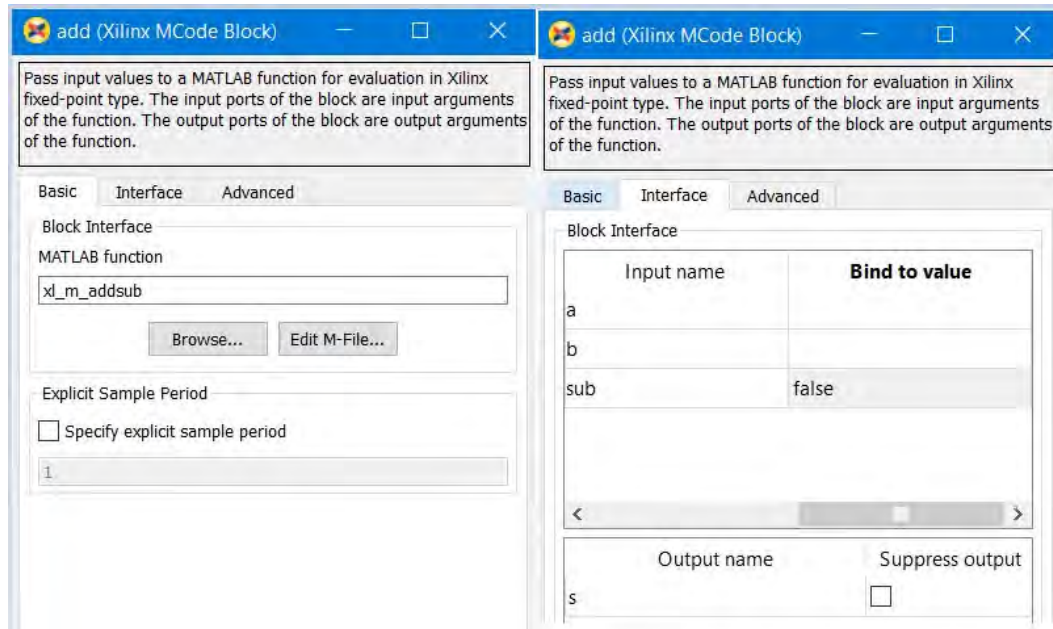 add (Xilinx MCode Block)
Pass input values to a MATLAB function for evaluation in Xilinx
fixed-point type. The input ports of the block are input arguments
of the function. The output ports of the block are output arguments
of the function.
Basic Interface Advanced
Block Interface
MATLAB function
xl_m_addsub
Browse... Edit M-File...
Explicit Sample Period
Specify explicit sample period
1
add (Xilinx MCode Block)
Pass input values to a MATLAB function for evaluation in Xilinx
fixed-point type. The input ports of the block are input arguments
of the function. The output ports of the block are output arguments
of the function.
Basic Interface Advanced
Block Interface
Input name Bind to value
a
b
sub false
Output name Suppress output
s